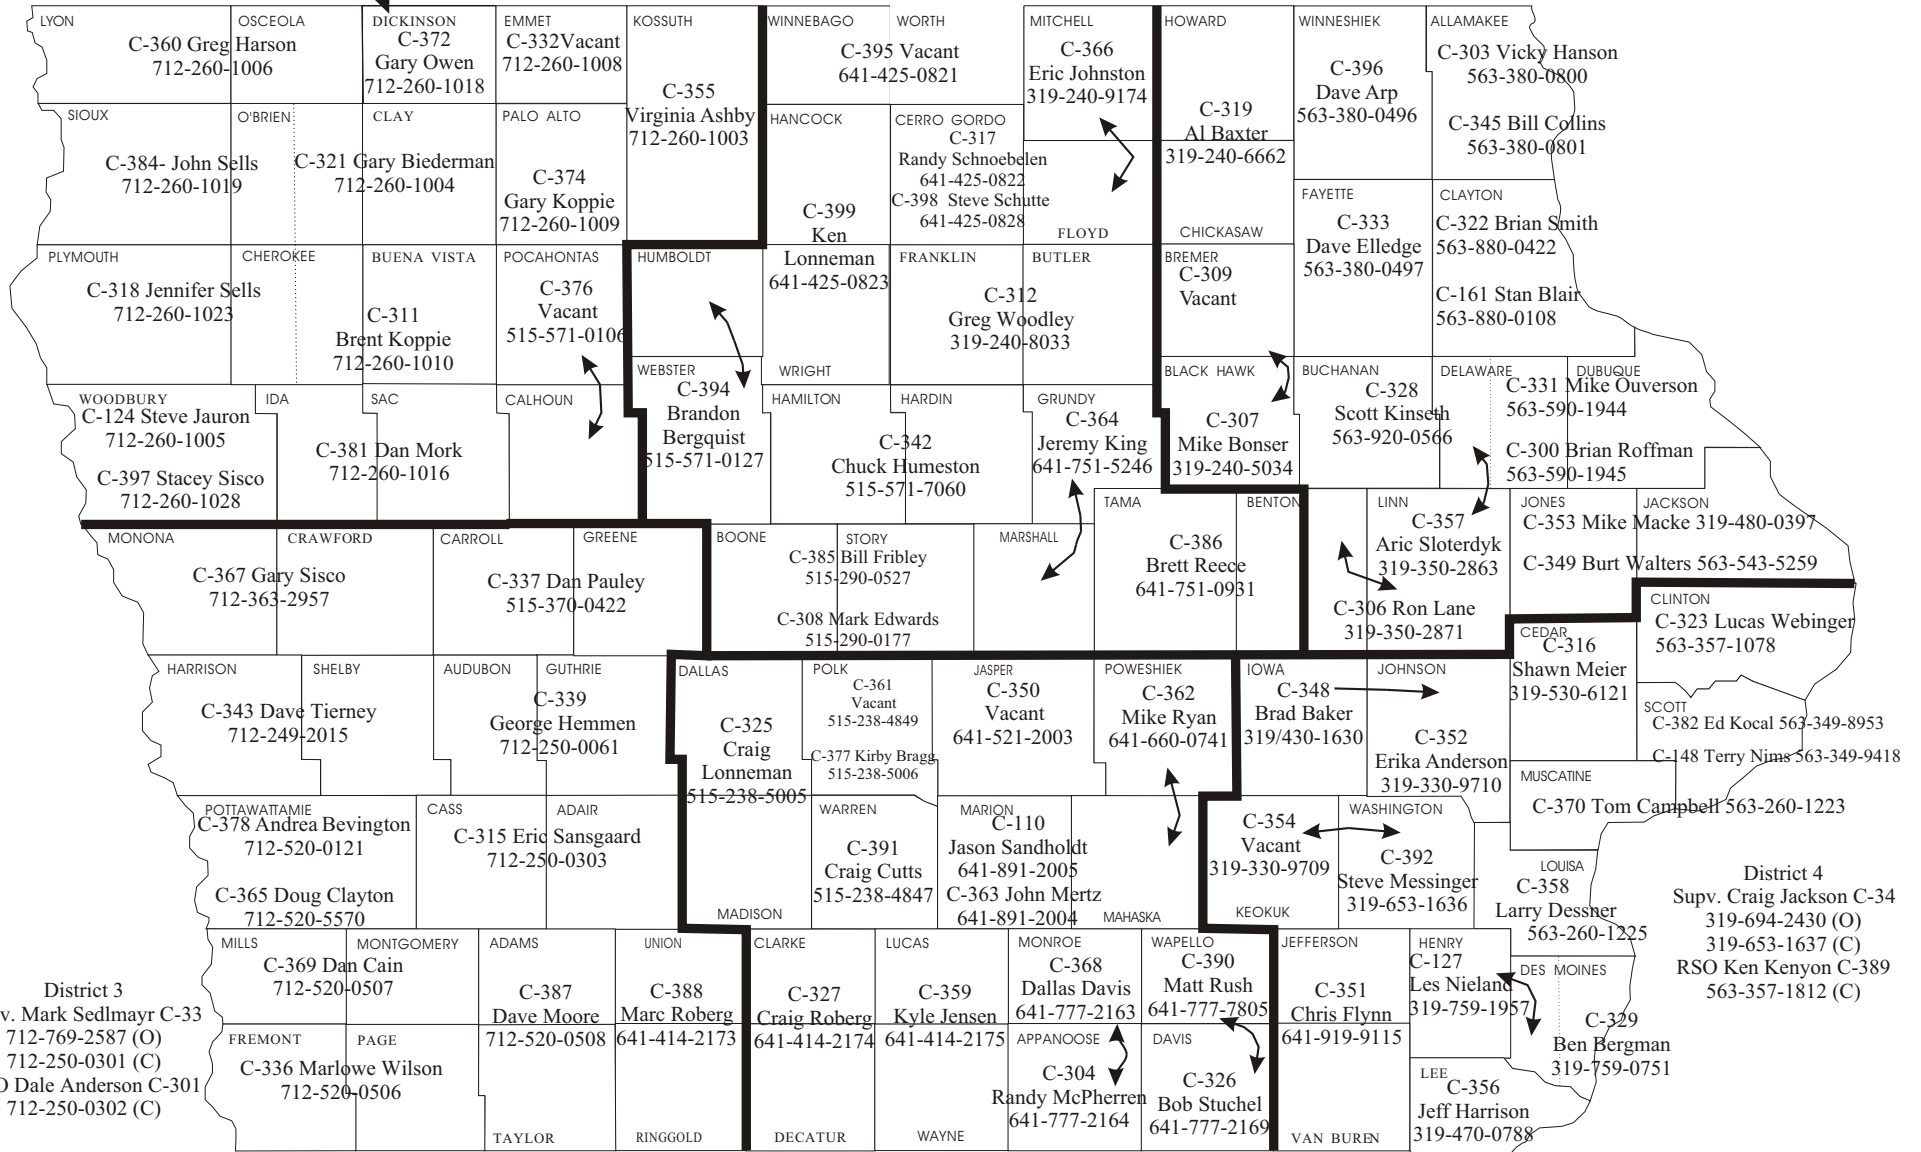 LYON
OSCEOLA
C-360 Greg Harson
712-260-1006
DICKINSON
C-372
Gary Owen
712-260-1018
EMMET
C-332Vacant
712-260-1008
KOSSUTH
C-355
Virginia Ashby
712-260-1003
WINNEBAGO
WORTH
C-395 Vacant
641-425-0821
MITCHELL
C-366
Eric Johnston
319-240-9174
HOWARD
C-319
Al Baxter
319-240-6662
WINNESHIEK
C-396
Dave Arp
563-380-0496
ALLAMAKEE
C-303 Vicky Hanson
563-380-0800
C-345 Bill Collins
563-380-0801
SIOUX
C-384- John Sells
712-260-1019
O'BRIEN
CLAY
C-321 Gary Biederman
712-260-1004
PALO ALTO
C-374
Gary Koppie
712-260-1009
HANCOCK
C-399
Ken
Lonneman
641-425-0823
CERRO GORDO
C-317
Randy Schnoebelen
641-425-0822
C-398 Steve Schutte
641-425-0828
FLOYD
CHICKASAW
FAYETTE
C-333
Dave Elledge
563-380-0497
CLAYTON
C-322 Brian Smith
563-880-0422
C-161 Stan Blair
563-880-0108
PLYMOUTH
CHEROKEE
C-318 Jennifer Sells
712-260-1023
BUENA VISTA
C-311
Brent Koppie
712-260-1010
POCAHONTAS
C-376
Vacant
515-571-0106
HUMBOLDT
WRIGHT
FRANKLIN
BUTLER
C-312
Greg Woodley
319-240-8033
BREMER
C-309
Vacant
WEBSTER
C-394
Brandon
Bergquist
515-571-0127
BLACK HAWK
C-307
Mike Bonser
319-240-5034
BUCHANAN
C-328
Scott Kinseth
563-920-0566
DELAWARE
DUBUQUE
C-331 Mike Ouverson
563-590-1944
C-300 Brian Roffman
563-590-1945
WOODBURY
C-124 Steve Jauron
712-260-1005
C-397 Stacey Sisco
712-260-1028
IDA
SAC
C-381 Dan Mork
712-260-1016
CALHOUN
HAMILTON
HARDIN
C-342
Chuck Humeston
515-571-7060
GRUNDY
C-364
Jeremy King
641-751-5246
TAMA
BENTON
C-386
Brett Reece
641-751-0931
LINN
C-357
Aric Sloterdyk
319-350-2863
C-306 Ron Lane
319-350-2871
JONES
JACKSON
C-353 Mike Macke 319-480-0397
C-349 Burt Walters 563-543-5259
MONONA
CRAWFORD
C-367 Gary Sisco
712-363-2957
CARROLL
GREENE
C-337 Dan Pauley
515-370-0422
BOONE
STORY
C-385 Bill Fribley
515-290-0527
C-308 Mark Edwards
515-290-0177
MARSHALL
CLINTON
C-323 Lucas Webinger
563-357-1078
CEDAR
C-316
Shawn Meier
319-530-6121
HARRISON
SHELBY
C-343 Dave Tierney
712-249-2015
AUDUBON
GUTHRIE
C-339
George Hemmen
712-250-0061
DALLAS
C-325
Craig
Lonneman
515-238-5005
MADISON
POLK
C-361
Vacant
515-238-4849
C-377 Kirby Bragg
515-238-5006
JASPER
C-350
Vacant
641-521-2003
POWESHIEK
C-362
Mike Ryan
641-660-0741
IOWA
C-348
Brad Baker
319/430-1630
JOHNSON
C-352
Erika Anderson
319-330-9710
SCOTT
C-382 Ed Kocal 563-349-8953
C-148 Terry Nims 563-349-9418
MUSCATINE
C-370 Tom Campbell 563-260-1223
POTTAWATTAMIE
C-378 Andrea Bevington
712-520-0121
C-365 Doug Clayton
712-520-5570
CASS
ADAIR
C-315 Eric Sansgaard
712-250-0303
WARREN
C-391
Craig Cutts
515-238-4847
MARION
C-110
Jason Sandholdt
641-891-2005
C-363 John Mertz
641-891-2004
MAHASKA
C-354
Vacant
319-330-9709
KEOKUK
WASHINGTON
C-392
Steve Messinger
319-653-1636
LOUISA
C-358
Larry Dessner
563-260-1225
District 4
Supv. Craig Jackson C-34
319-694-2430 (O)
319-653-1637 (C)
RSO Ken Kenyon C-389
563-357-1812 (C)
MILLS
MONTGOMERY
C-369 Dan Cain
712-520-0507
ADAMS
C-387
Dave Moore
712-520-0508
TAYLOR
UNION
C-388
Marc Roberg
641-414-2173
RINGGOLD
CLARKE
C-327
Craig Roberg
641-414-2174
DECATUR
LUCAS
C-359
Kyle Jensen
641-414-2175
WAYNE
MONROE
C-368
Dallas Davis
641-777-2163
WAPELLO
C-390
Matt Rush
641-777-7805
JEFFERSON
C-351
Chris Flynn
641-919-9115
VAN BUREN
HENRY
C-127
Les Nieland
319-759-1957
DES MOINES
C-329
Ben Bergman
319-759-0751
District 3
v. Mark Sedlmayr C-33
712-769-2587 (O)
712-250-0301 (C)
O Dale Anderson C-301
712-250-0302 (C)
FREMONT
PAGE
C-336 Marlowe Wilson
712-520-0506
APPANOOSE
C-304
Randy McPherren
641-777-2164
DAVIS
C-326
Bob Stuchel
641-777-2169
LEE
C-356
Jeff Harrison
319-470-0788